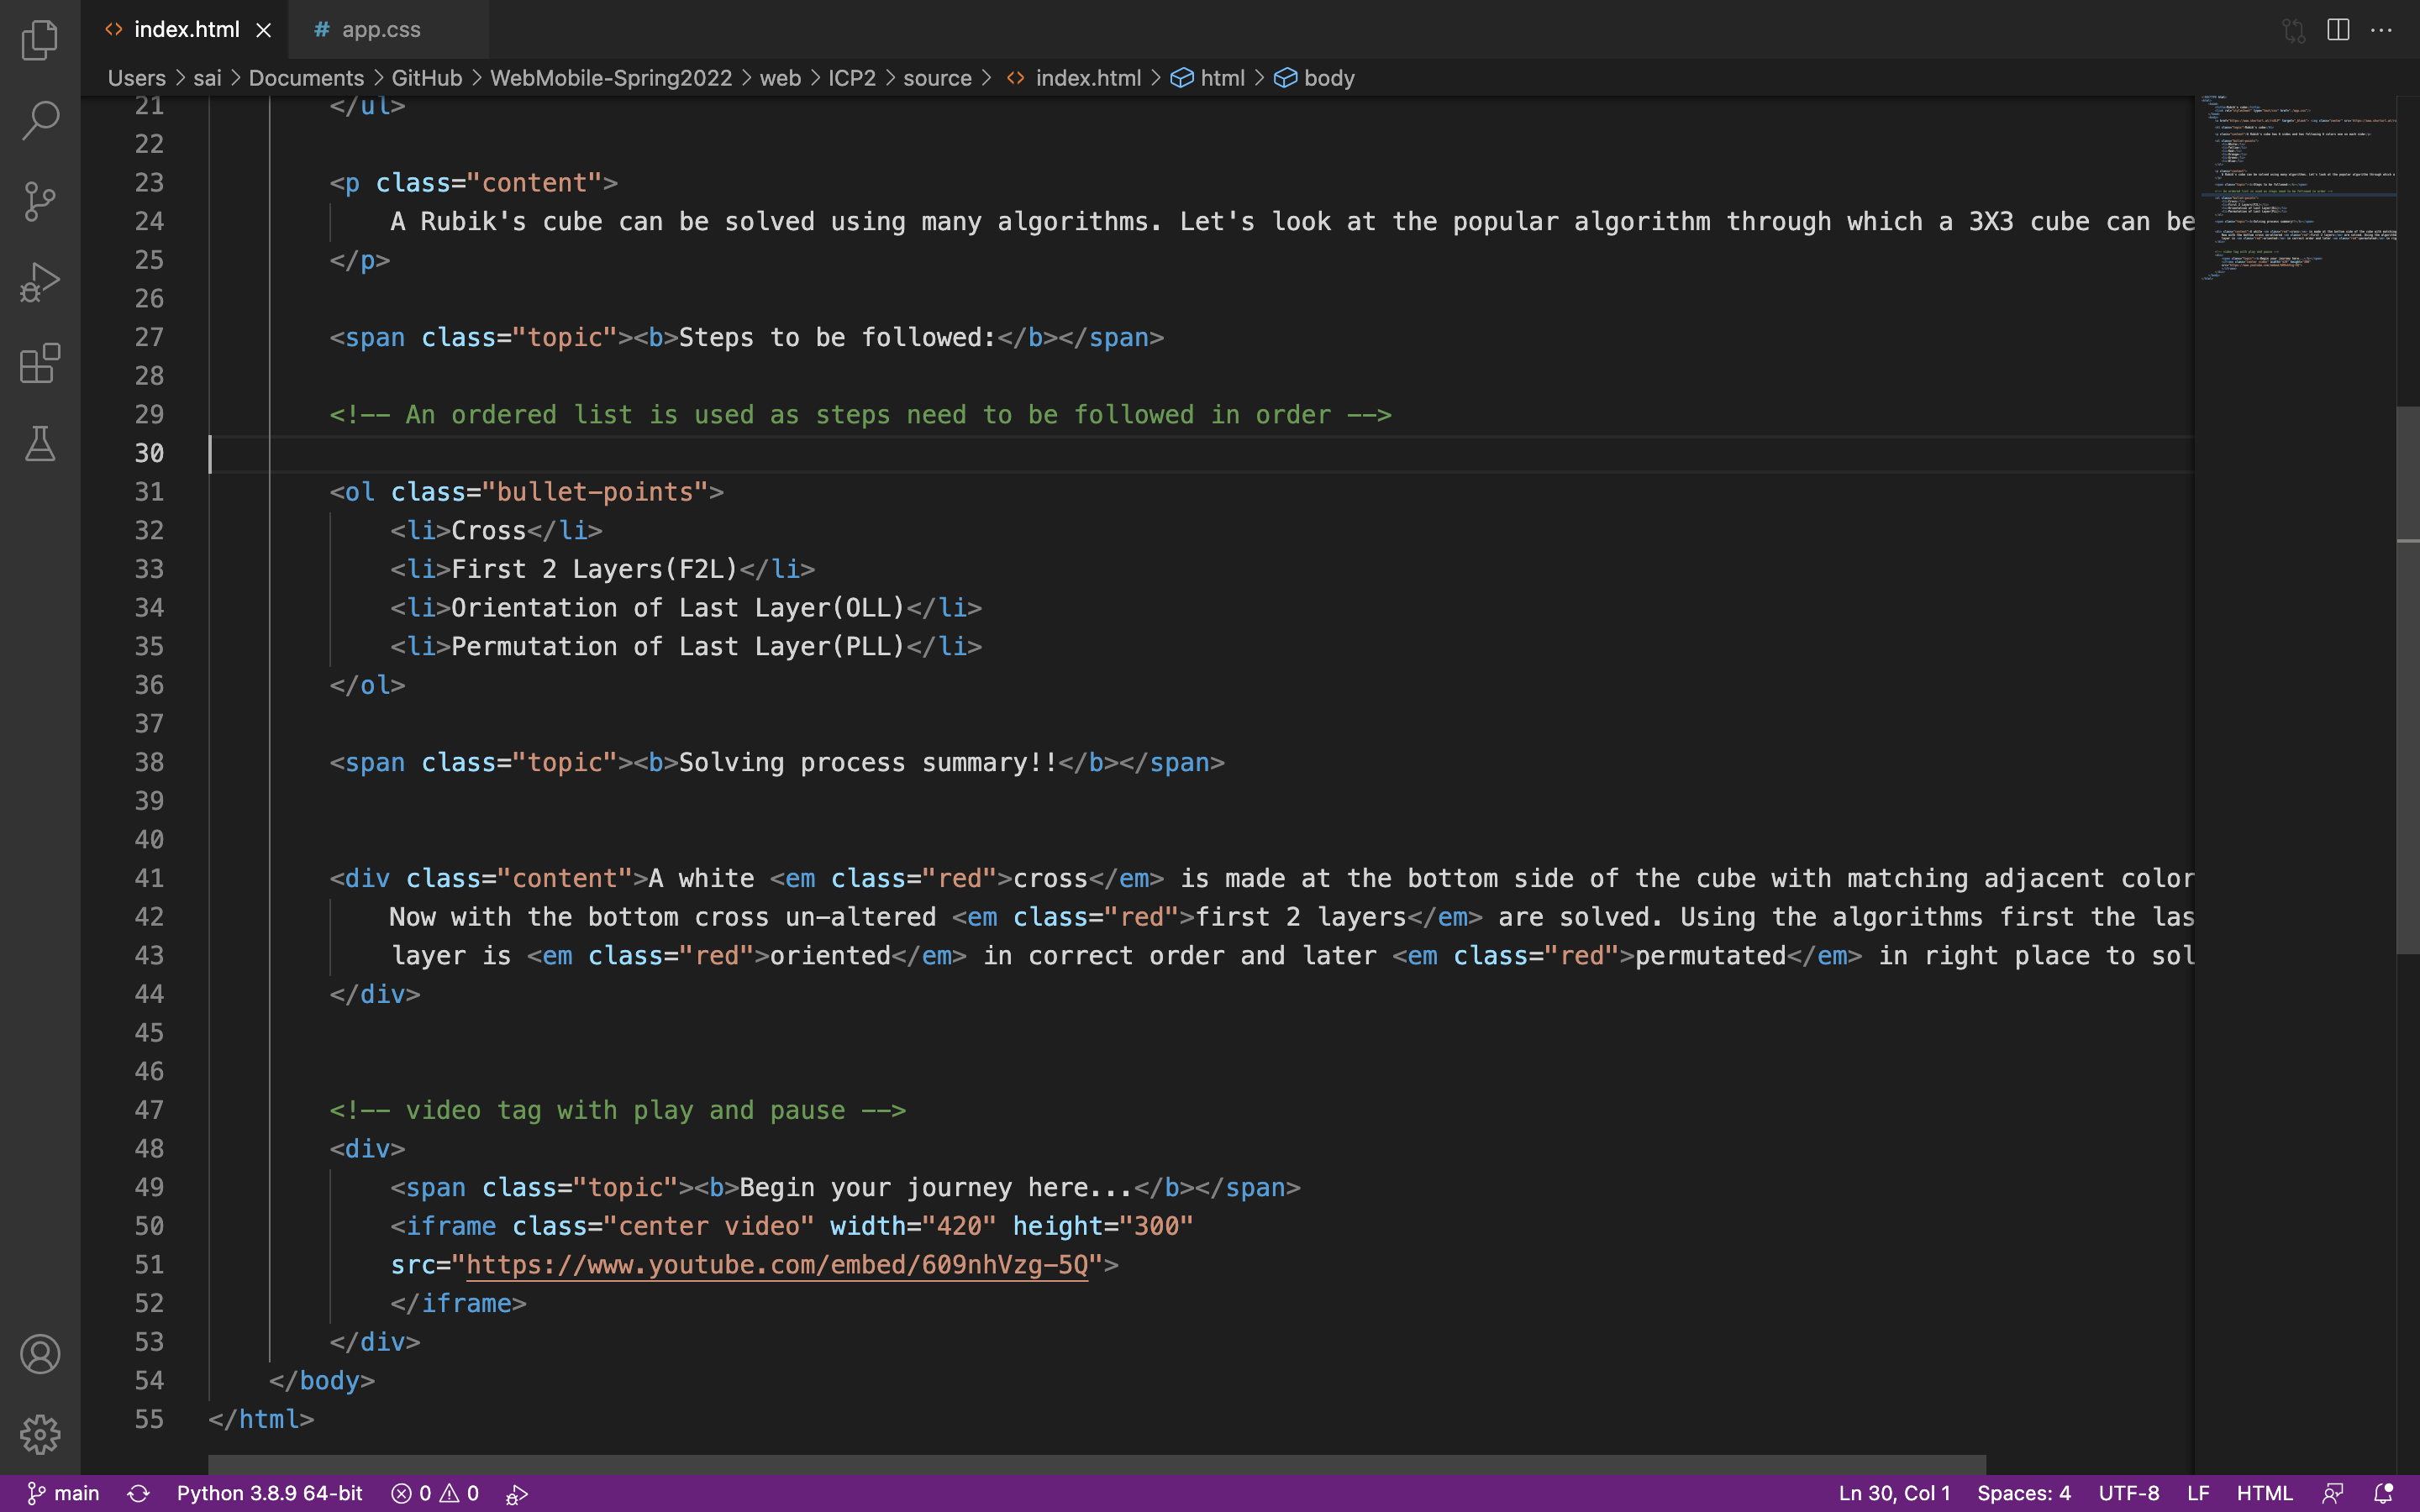 index.html
# app.css
Users > sai > Documents > GitHub > WebMobile-Spring2022 > web > ICP2 > source > index.html > html > body
21 </ul>
22
23 <p class="content">
24 A Rubik's cube can be solved using many algorithms. Let's look at the popular algorithm through which a 3X3 cube can be
25 </p>
26
27 <span class="topic"><b>Steps to be followed:</b></span>
28
29 <!-- An ordered list is used as steps need to be followed in order -->
30
31 <ol class="bullet-points">
32 <li>Cross</li>
33 <li>First 2 Layers(F2L)</li>
34 <li>Orientation of Last Layer(OLL)</li>
35 <li>Permutation of Last Layer(PLL)</li>
36 </ol>
37
38 <span class="topic"><b>Solving process summary!!</b></span>
39
40
41 <div class="content">A white <em class="red">cross</em> is made at the bottom side of the cube with matching adjacent color
42 Now with the bottom cross un-altered <em class="red">first 2 layers</em> are solved. Using the algorithms first the las
43 layer is <em class="red">oriented</em> in correct order and later <em class="red">permutated</em> in right place to sol
44 </div>
45
46
47 <!-- video tag with play and pause -->
48 <div>
49 <span class="topic"><b>Begin your journey here...</b></span>
50 <iframe class="center video" width="420" height="300"
51 src="https://www.youtube.com/embed/609nhVzg-5Q">
52 </iframe>
53 </div>
54 </body>
55 </html>
main Python 3.8.9 64-bit 0 0 Ln 30, Col 1 Spaces: 4 UTF-8 LF HTML